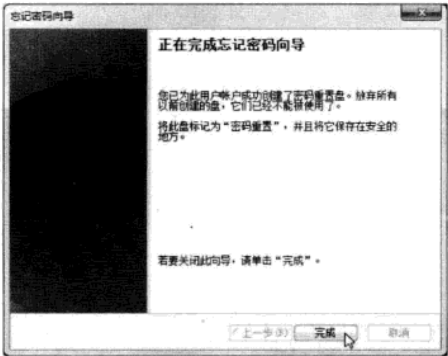 忘记密码向导
正在完成忘记密码向导
您已为此用户帐户成功创建了密码重置盘。放弃所有
以前创建的盘，它们已经不能被使用了。
将此盘标记为“密码重置”，并且将它保存在安全的
地方。
若要关闭此向导，请单击“完成”。
&lt;上一步(B)
完成
取消